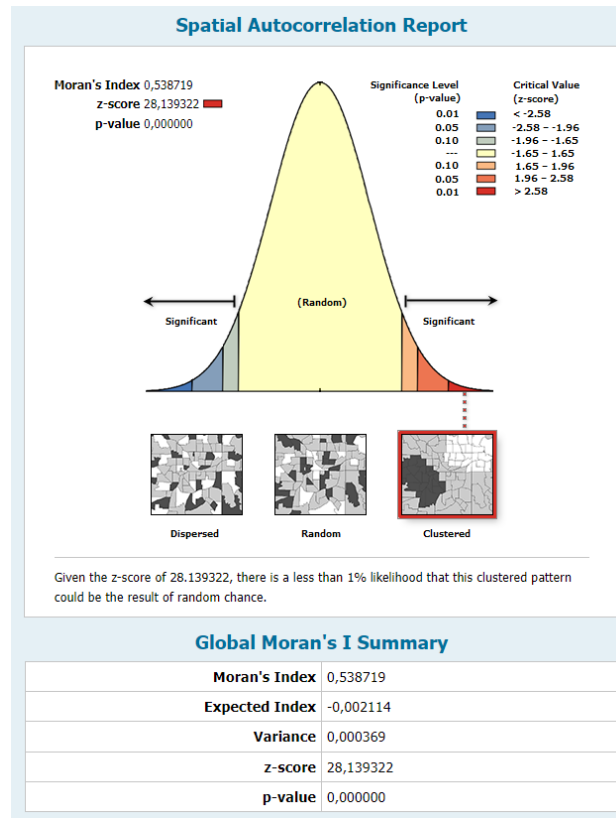 Spatial Autocorrelation Report
Moran's Index 0,538719
z-score 28,139322
p-value 0,000000
Significance Level (p-value)
Critical Value (z-score)
0.01 < -2.58
0.05 -2.58 – -1.96
0.10 -1.96 – -1.65
--- -1.65 – 1.65
0.10 1.65 – 1.96
0.05 1.96 – 2.58
0.01 > 2.58
(Random)
Significant
Significant
Dispersed
Random
Clustered
Given the z-score of 28.139322, there is a less than 1% likelihood that this clustered pattern
could be the result of random chance.
Global Moran's I Summary
Moran's Index 0,538719
Expected Index -0,002114
Variance 0,000369
z-score 28,139322
p-value 0,000000